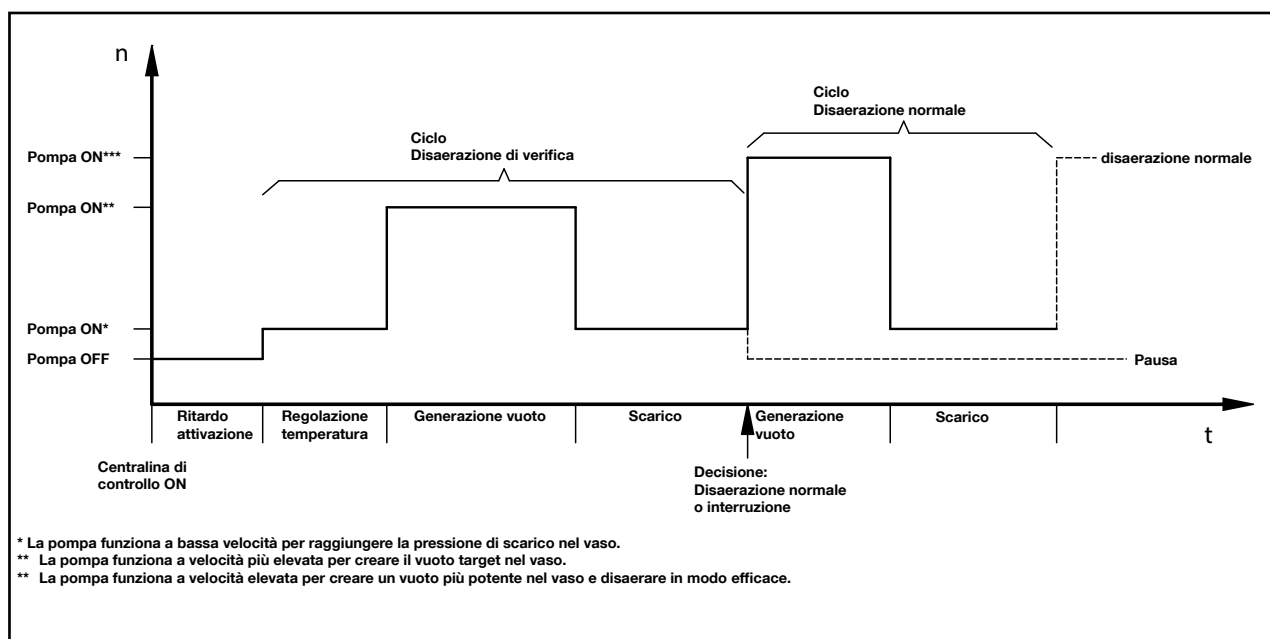 n
Ciclo
Disaerazione normale
Ciclo
Disaerazione di verifica
Pompa ON***
disaerazione normale
Pompa ON**
Pompa ON*
Pompa OFF
Pausa
Ritardo
attivazione
Regolazione
temperatura
Generazione vuoto
Scarico
Generazione
vuoto
Scarico
t
Centralina di
controllo ON
Decisione:
Disaerazione normale
o interruzione
* La pompa funziona a bassa velocità per raggiungere la pressione di scarico nel vaso.
** La pompa funziona a velocità più elevata per creare il vuoto target nel vaso.
** La pompa funziona a velocità elevata per creare un vuoto più potente nel vaso e disaerare in modo efficace.